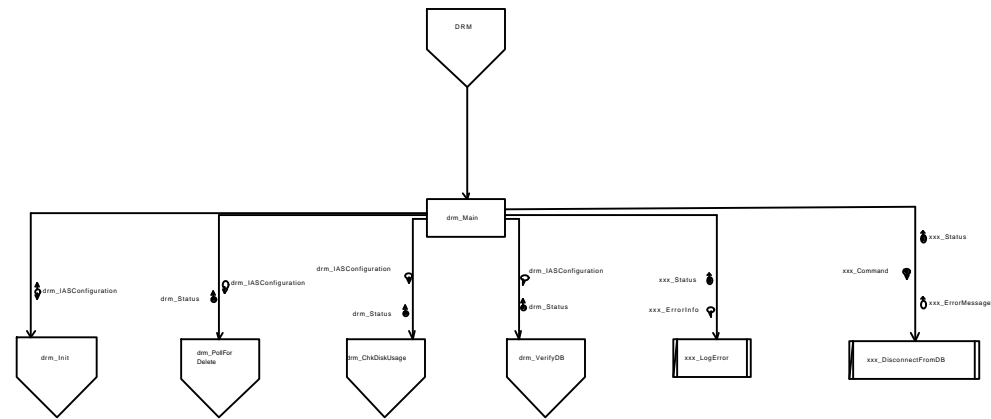 DRM
drm_Main
xxx_Status
drm_IASConfiguration
drm_IASConfiguration
xxx_Command
drm_IASConfiguration
xxx_Status
drm_IASConfiguration
drm_Status
xxx_ErrorMessage
drm_Status
drm_Status
xxx_ErrorInfo
drm_Init
drm_PollFor
Delete
drm_ChkDiskUsage
drm_VerifyDB
xxx_LogError
xxx_DisconnectFromDB